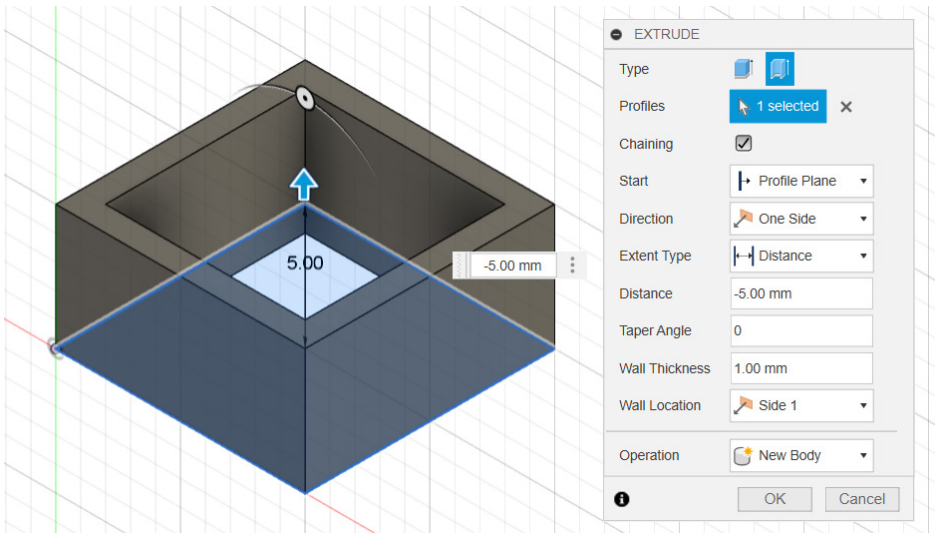 EXTRUDE
Type
Profiles 1 selected
Chaining
Start Profile Plane
Direction One Side
Extent Type Distance
5.00
-5.00 mm
Distance -5.00 mm
Taper Angle 0
Wall Thickness 1.00 mm
Wall Location Side 1
Operation New Body
OK Cancel